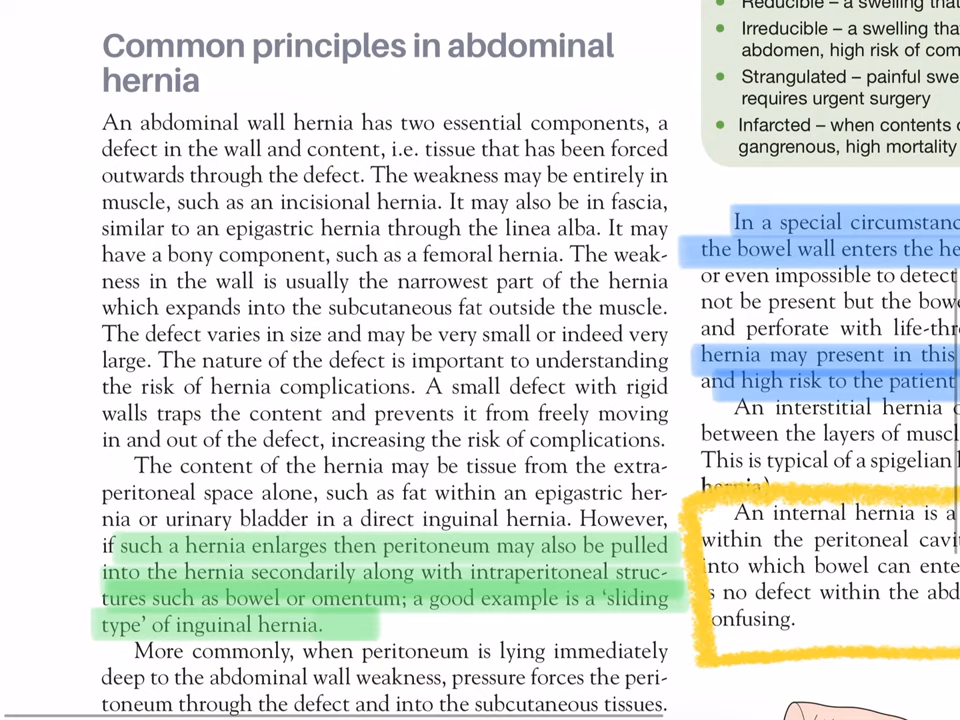 Common principles in abdominal
hernia
An abdominal wall hernia has two essential components, a
defect in the wall and content, i.e. tissue that has been forced
outwards through the defect. The weakness may be entirely in
muscle, such as an incisional hernia. It may also be in fascia,
similar to an epigastric hernia through the linea alba. It may
have a bony component, such as a femoral hernia. The weak-
ness in the wall is usually the narrowest part of the hernia
which expands into the subcutaneous fat outside the muscle.
The defect varies in size and may be very small or indeed very
large. The nature of the defect is important to understanding
the risk of hernia complications. A small defect with rigid
walls traps the content and prevents it from freely moving
in and out of the defect, increasing the risk of complications.
The content of the hernia may be tissue from the extra-
peritoneal space alone, such as fat within an epigastric her-
nia or urinary bladder in a direct inguinal hernia. However,
if such a hernia enlarges then peritoneum may also be pulled
into the hernia secondarily along with intraperitoneal struc-
tures such as bowel or omentum; a good example is a ‘sliding
type’ of inguinal hernia.
More commonly, when peritoneum is lying immediately
deep to the abdominal wall weakness, pressure forces the peri-
toneum through the defect and into the subcutaneous tissues.
Reducible – a swelling that
Irreducible – a swelling tha
abdomen, high risk of com
Strangulated – painful swe
requires urgent surgery
Infarcted – when contents
gangrenous, high mortality
In a special circumstanc
the bowel wall enters the he
or even impossible to detect
not be present but the bowe
and perforate with life-thr
hernia may present in this
and high risk to the patient
An interstitial hernia
between the layers of muscl
This is typical of a spigelian
hernia)
An internal hernia is a
within the peritoneal cavi
into which bowel can ente
is no defect within the abd
confusing.